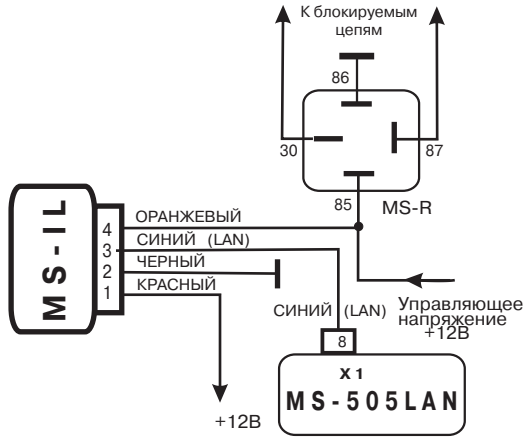 К блокируемым
цепям
86
30
87
85
MS-R
MS-IL
4
ОРАНЖЕВЫЙ
3
СИНИЙ (LAN)
2
ЧЕРНЫЙ
1
КРАСНЫЙ
СИНИЙ (LAN)
Управляющее
напряжение
+12В
8
X 1
MS-505LAN
+12В